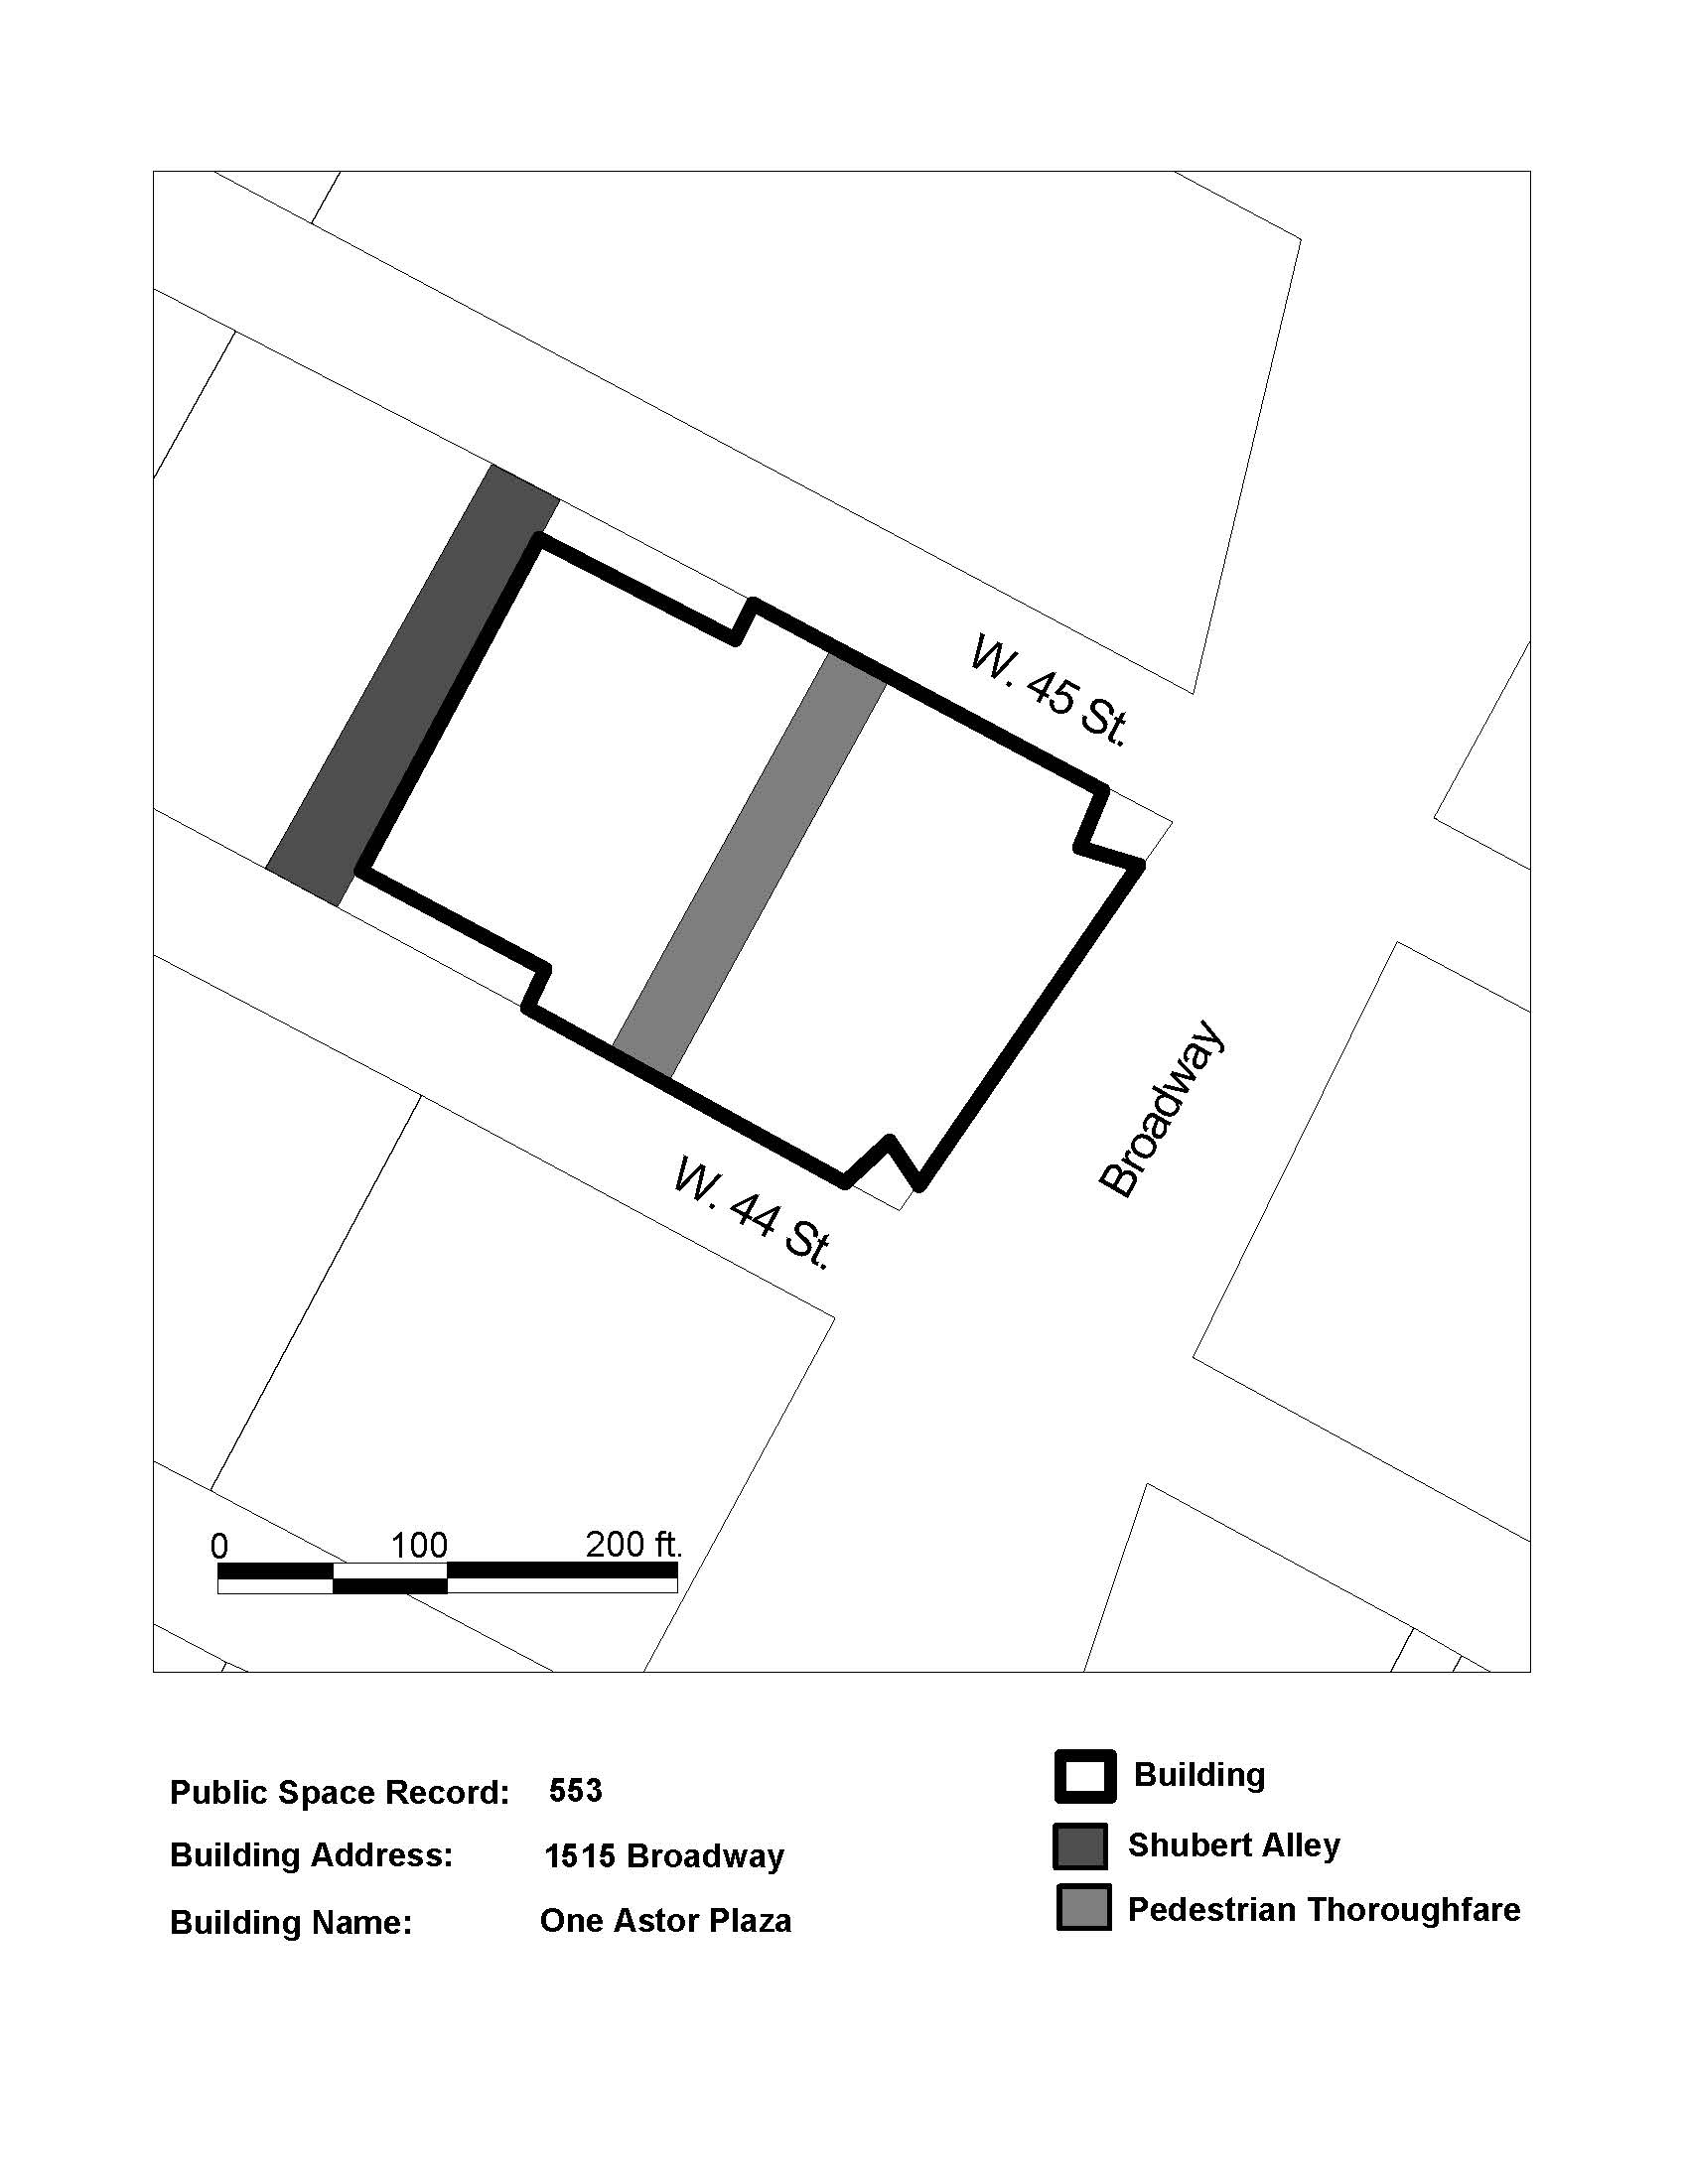 W. 45 St.
Broadway
W. 44 St.
0 100 200 ft.
Public Space Record: 553
Building Address: 1515 Broadway
Building Name: One Astor Plaza
Building
Shubert Alley
Pedestrian Thoroughfare